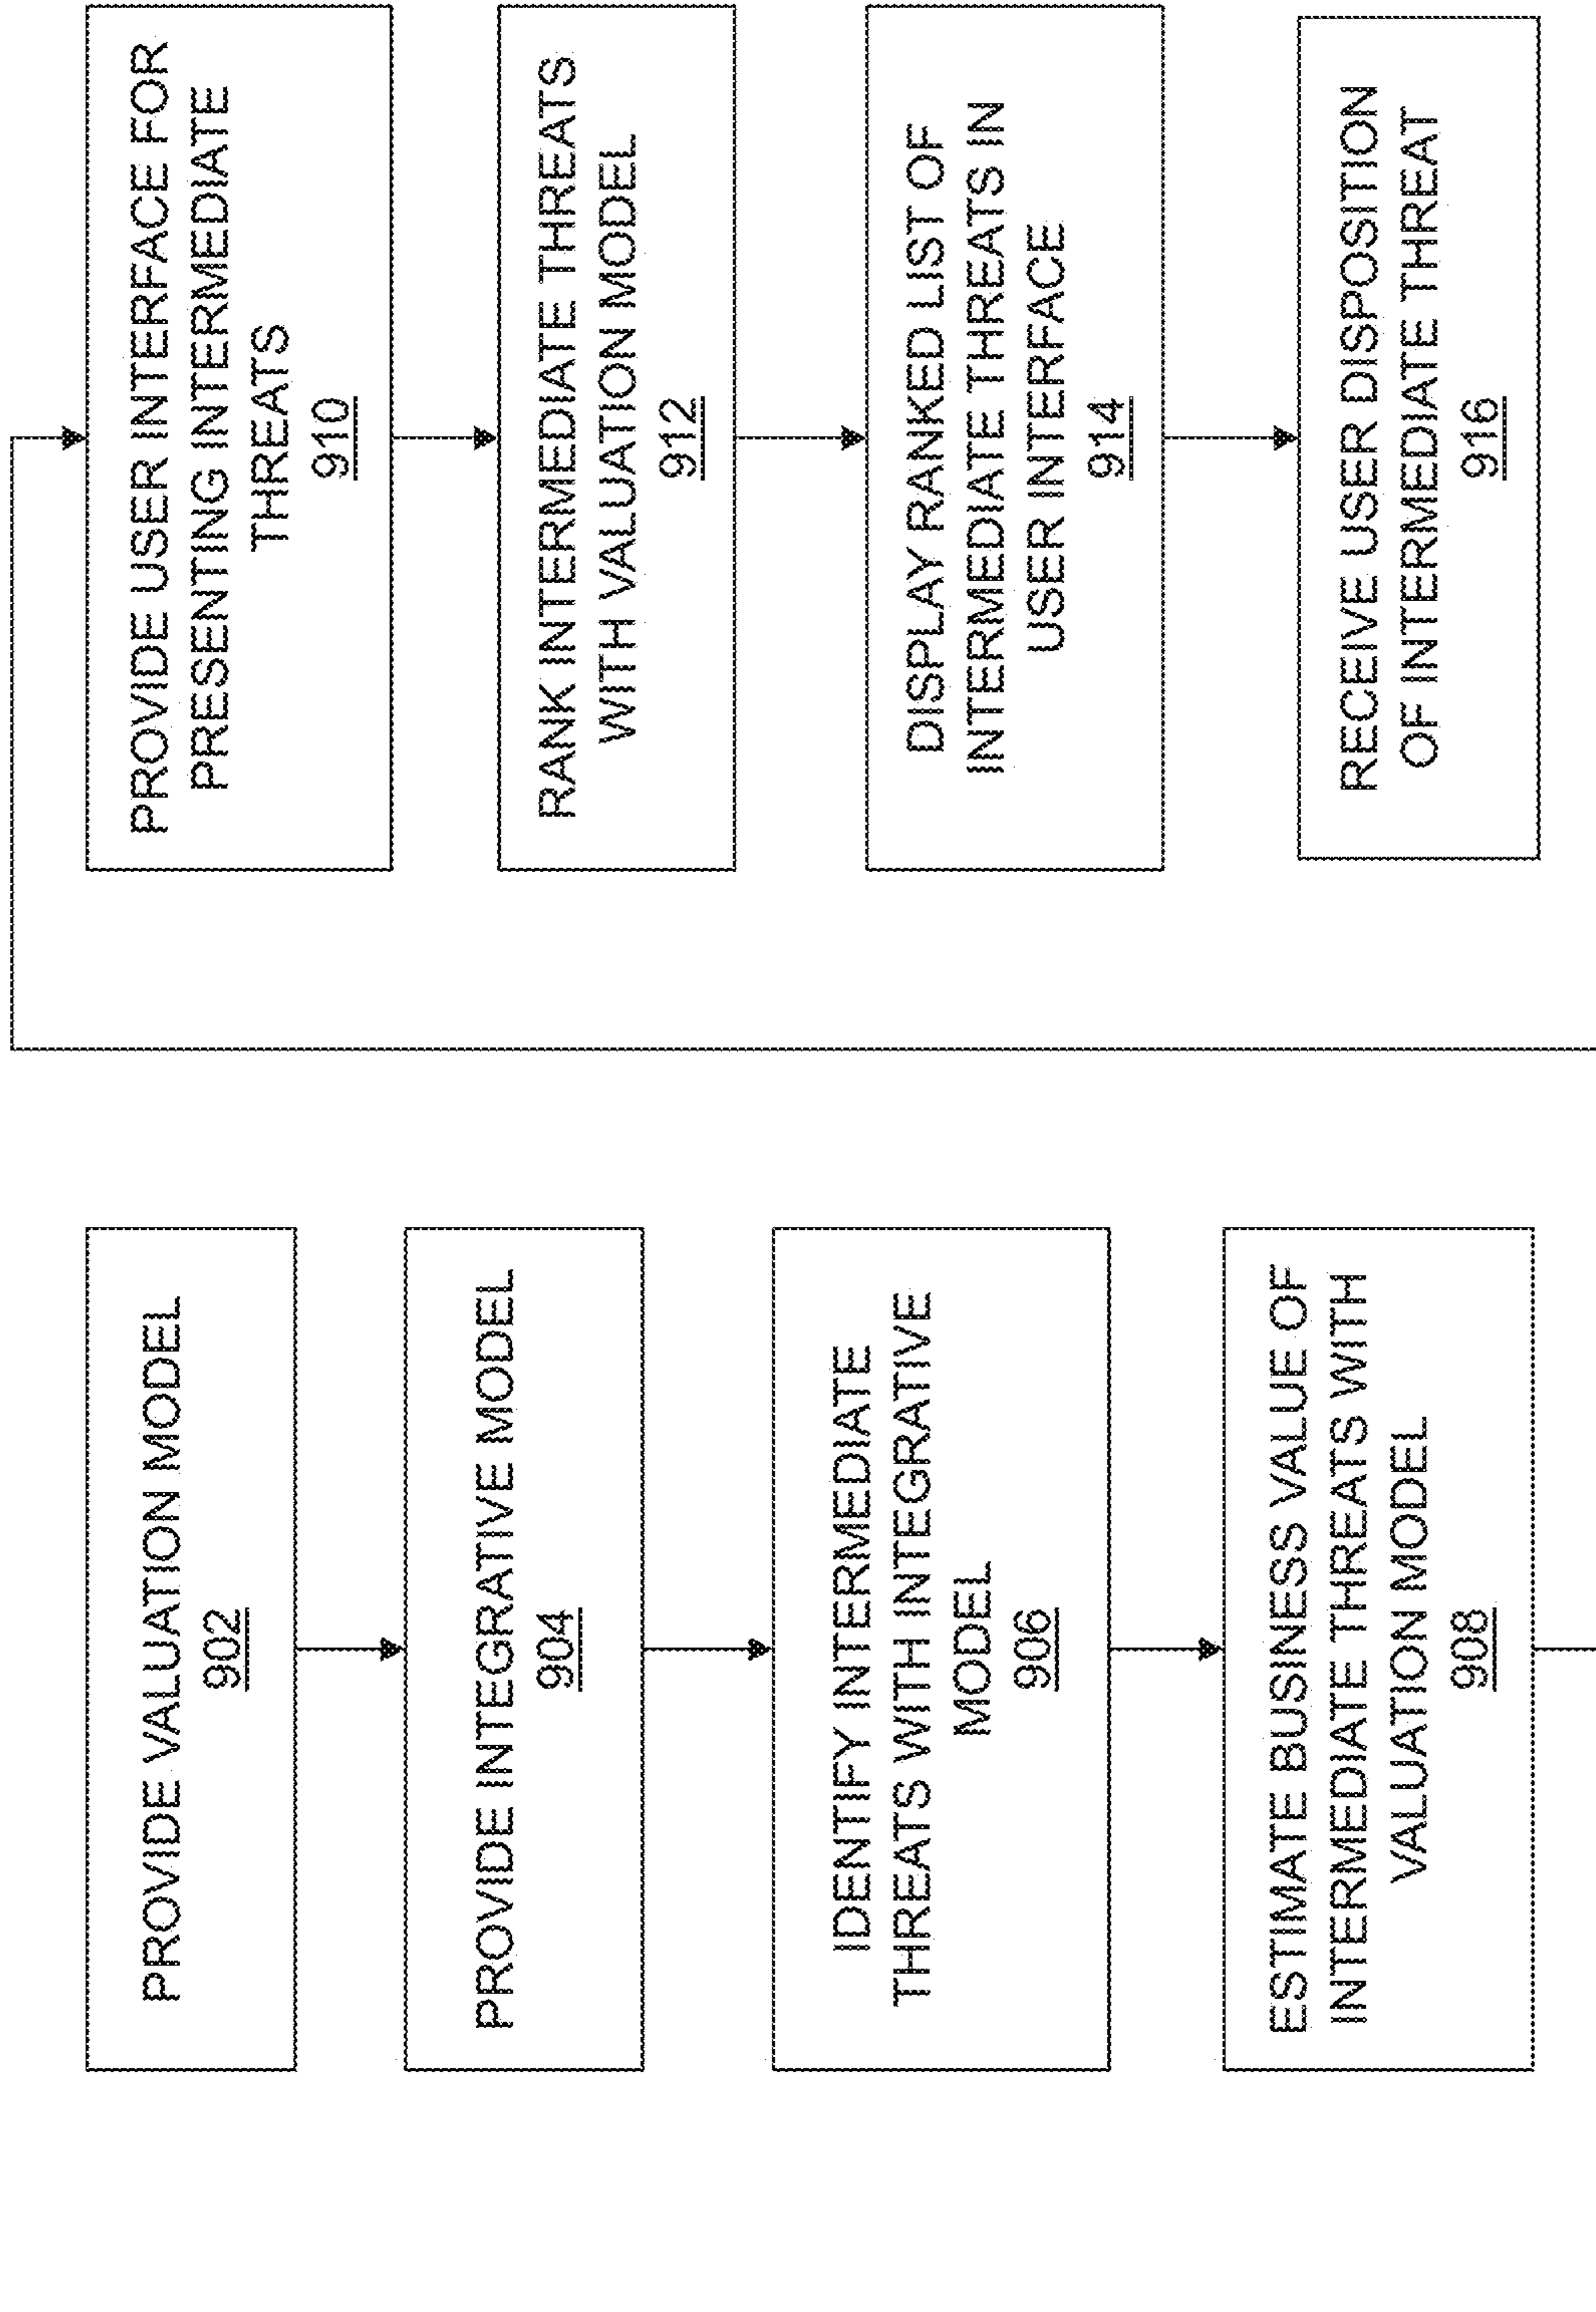 PROVIDE VALUATION MODEL
902
PROVIDE INTEGRATIVE MODEL
904
IDENTIFY INTERMEDIATE
THREATS WITH INTEGRATIVE
MODEL
906
ESTIMATE BUSINESS VALUE OF
INTERMEDIATE THREATS WITH
VALUATION MODEL
908
PROVIDE USER INTERFACE FOR
PRESENTING INTERMEDIATE
THREATS
910
RANK INTERMEDIATE THREATS
WITH VALUATION MODEL
912
DISPLAY RANKED LIST OF
INTERMEDIATE THREATS IN
USER INTERFACE
914
RECEIVE USER DISPOSITION
OF INTERMEDIATE THREAT
916